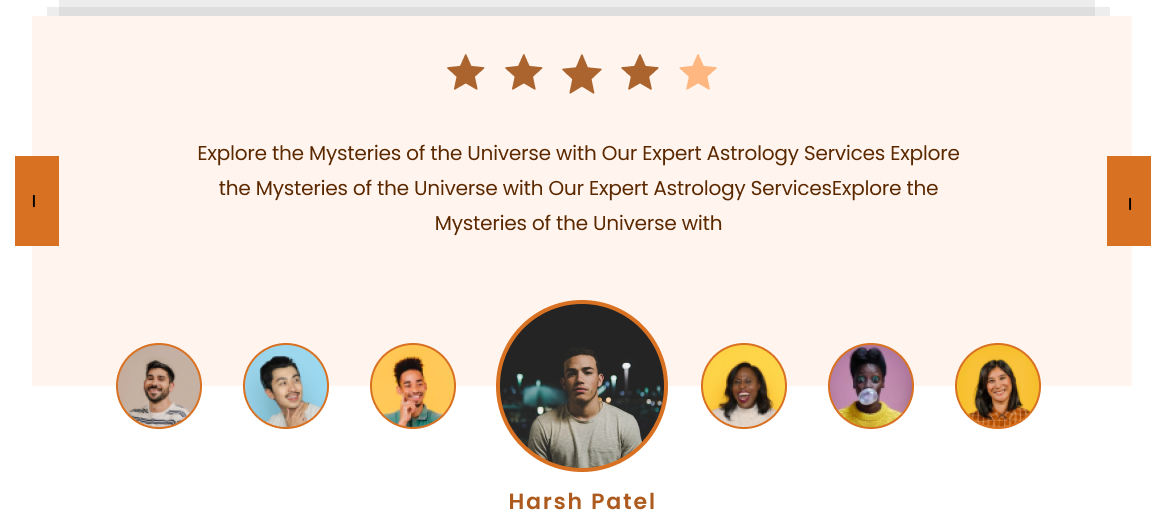 Explore the Mysteries of the Universe with Our Expert Astrology Services Explore
the Mysteries of the Universe with Our Expert Astrology ServicesExplore the
Mysteries of the Universe with
Harsh Patel